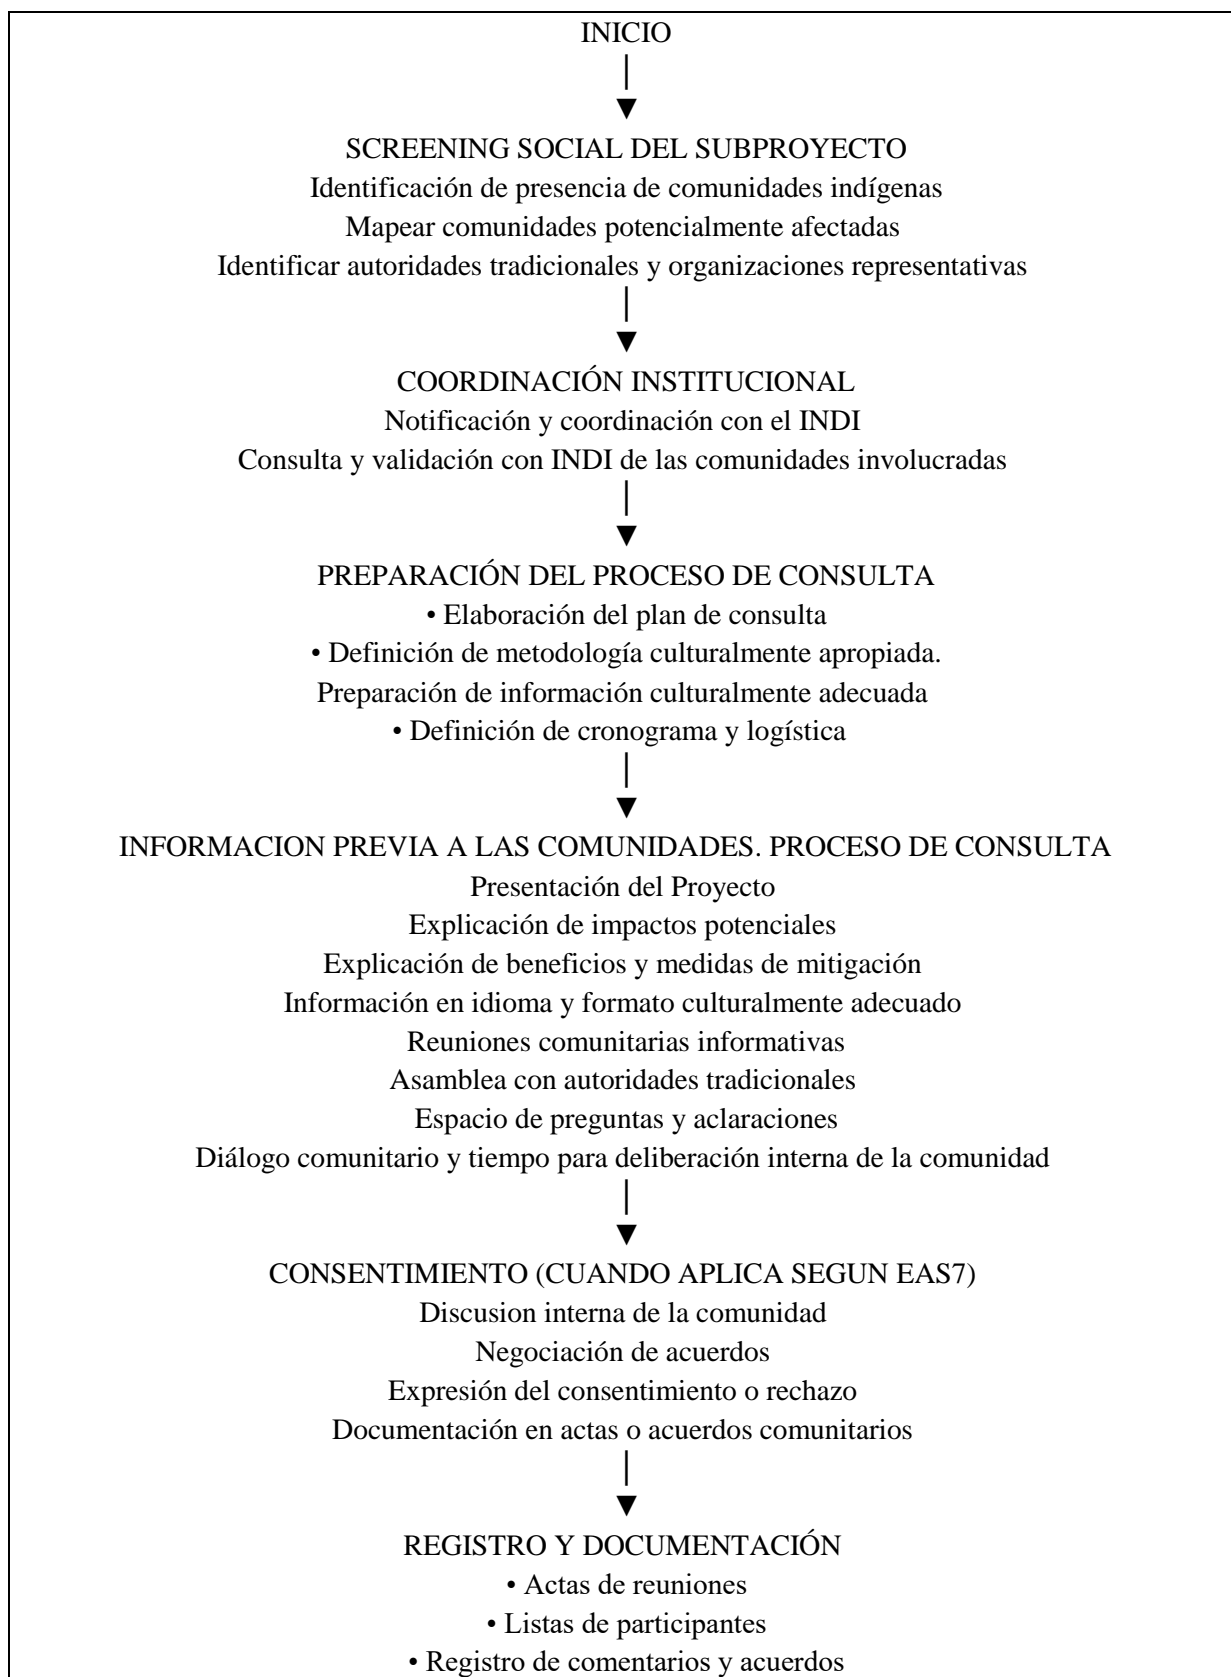 INICIO
SCREENING SOCIAL DEL SUBPROYECTO
Identificación de presencia de comunidades indígenas
Mapear comunidades potencialmente afectadas
Identificar autoridades tradicionales y organizaciones representativas
COORDINACIÓN INSTITUCIONAL
Notificación y coordinación con el INDI
Consulta y validación con INDI de las comunidades involucradas
PREPARACIÓN DEL PROCESO DE CONSULTA
• Elaboración del plan de consulta
• Definición de metodología culturalmente apropiada.
Preparación de información culturalmente adecuada
• Definición de cronograma y logística
INFORMACION PREVIA A LAS COMUNIDADES. PROCESO DE CONSULTA
Presentación del Proyecto
Explicación de impactos potenciales
Explicación de beneficios y medidas de mitigación
Información en idioma y formato culturalmente adecuado
Reuniones comunitarias informativas
Asamblea con autoridades tradicionales
Espacio de preguntas y aclaraciones
Diálogo comunitario y tiempo para deliberación interna de la comunidad
CONSENTIMIENTO (CUANDO APLICA SEGUN EAS7)
Discusion interna de la comunidad
Negociación de acuerdos
Expresión del consentimiento o rechazo
Documentación en actas o acuerdos comunitarios
REGISTRO Y DOCUMENTACIÓN
• Actas de reuniones
• Listas de participantes
• Registro de comentarios y acuerdos